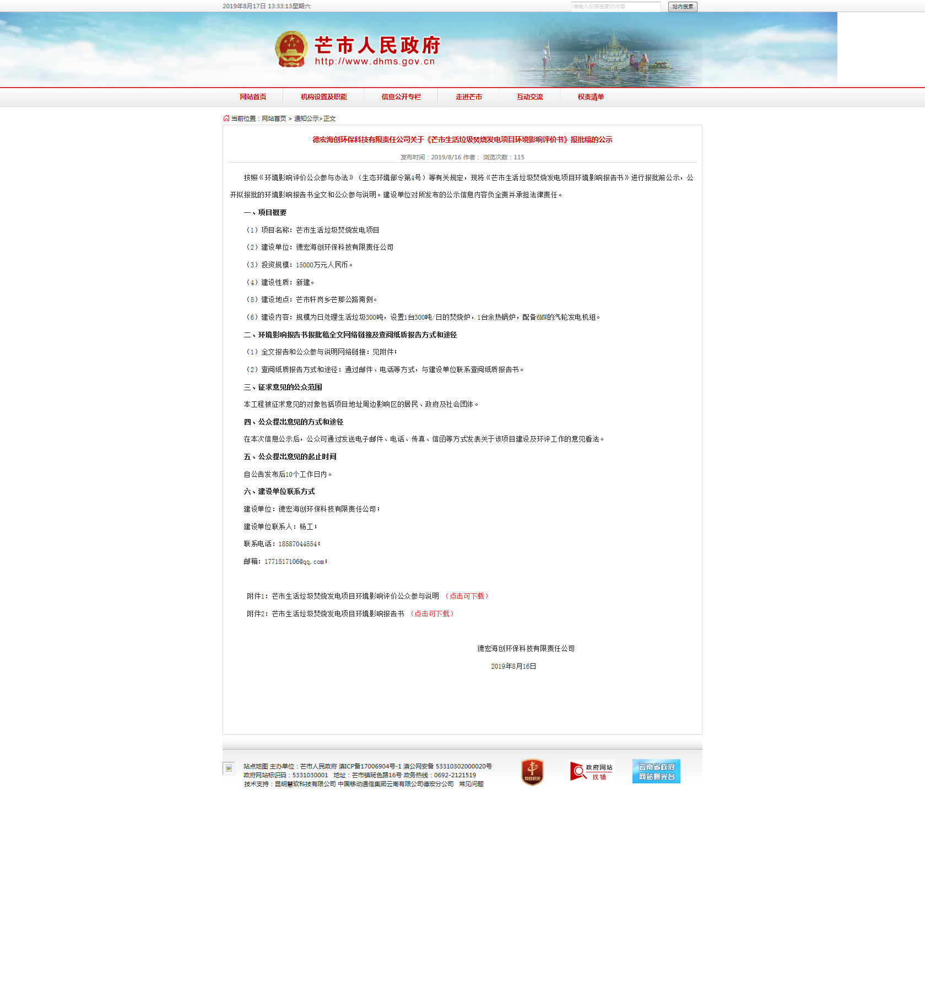 2019年8月17日 13:33:13星期六
请输入你要搜索的内容
站内搜索
芒市人民政府
http://www.dhms.gov.cn
网站首页 机构设置及职能 信息公开专栏 走进芒市 互动交流 权责清单
当前位置：网站首页 > 通知公示>正文
德宏海创环保科技有限责任公司关于《芒市生活垃圾焚烧发电项目环境影响评价书》报批稿的公示
发布时间：2019/8/16 作者： 浏览次数：115
按照《环境影响评价公众参与办法》（生态环境部令第4号）等有关规定，现将《芒市生活垃圾焚烧发电项目环境影响报告书》进行报批前公示，公
开拟报批的环境影响报告书全文和公众参与说明。建设单位对所发布的公示信息内容负全责并承担法律责任。
一、项目概要
（1）项目名称：芒市生活垃圾焚烧发电项目
（2）建设单位：德宏海创环保科技有限责任公司
（3）投资规模：15000万元人民币。
（4）建设性质：新建。
（5）建设地点：芒市轩岗乡芒那公路南侧。
（6）建设内容：规模为日处理生活垃圾300吨，设置1台300吨/日的焚烧炉，1台余热锅炉，配备6MW的汽轮发电机组。
二、环境影响报告书报批稿全文网络链接及查阅纸质报告方式和途径
（1）全文报告和公众参与说明网络链接：见附件；
（2）查阅纸质报告方式和途径：通过邮件、电话等方式，与建设单位联系查阅纸质报告书。
三、征求意见的公众范围
本工程被征求意见的对象包括项目地址周边影响区的居民、政府及社会团体。
四、公众提出意见的方式和途径
在本次信息公示后，公众可通过发送电子邮件、电话、传真、信函等方式发表关于该项目建设及环评工作的意见看法。
五、公众提出意见的起止时间
自公告发布后10个工作日内。
六、建设单位联系方式
建设单位：德宏海创环保科技有限责任公司；
建设单位联系人：杨工；
联系电话：18587044554；
邮箱：1771517106@qq.com；
附件1：芒市生活垃圾焚烧发电项目环境影响评价公众参与说明 （点击可下载）
附件2：芒市生活垃圾焚烧发电项目环境影响报告书 （点击可下载）
德宏海创环保科技有限责任公司
2019年8月16日
站点地图 主办单位：芒市人民政府 滇ICP备17006904号-1 滇公网安备 53310302000020号
政府网站标识码：5331030001 地址：芒市镇斑色路16号 政务热线：0692-2121519
技术支持：昆明慧软科技有限公司 中国移动通信集团云南有限公司德宏分公司 常见问题
党政机关
政府网站
找错
云南省政府
网站曝光台